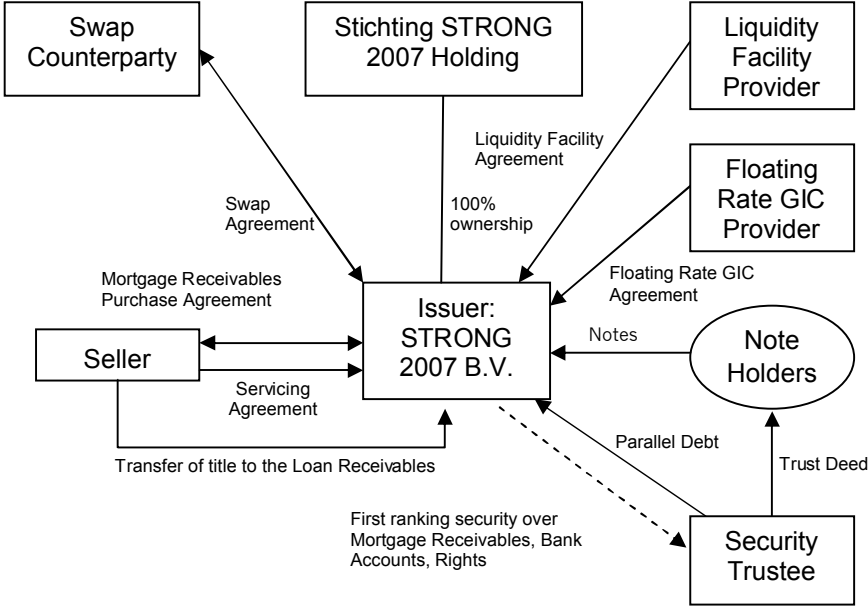 Swap
Counterparty
Stichting STRONG
2007 Holding
Liquidity
Facility
Provider
Liquidity Facility
Agreement
Floating
Rate GIC
Provider
Swap
Agreement
100%
ownership
Floating Rate GIC
Agreement
Mortgage Receivables
Purchase Agreement
Issuer:
STRONG
2007 B.V.
Seller
Notes
Note
Holders
Servicing
Agreement
Parallel Debt
Trust Deed
Transfer of title to the Loan Receivables
First ranking security over
Mortgage Receivables, Bank
Accounts, Rights
Security
Trustee